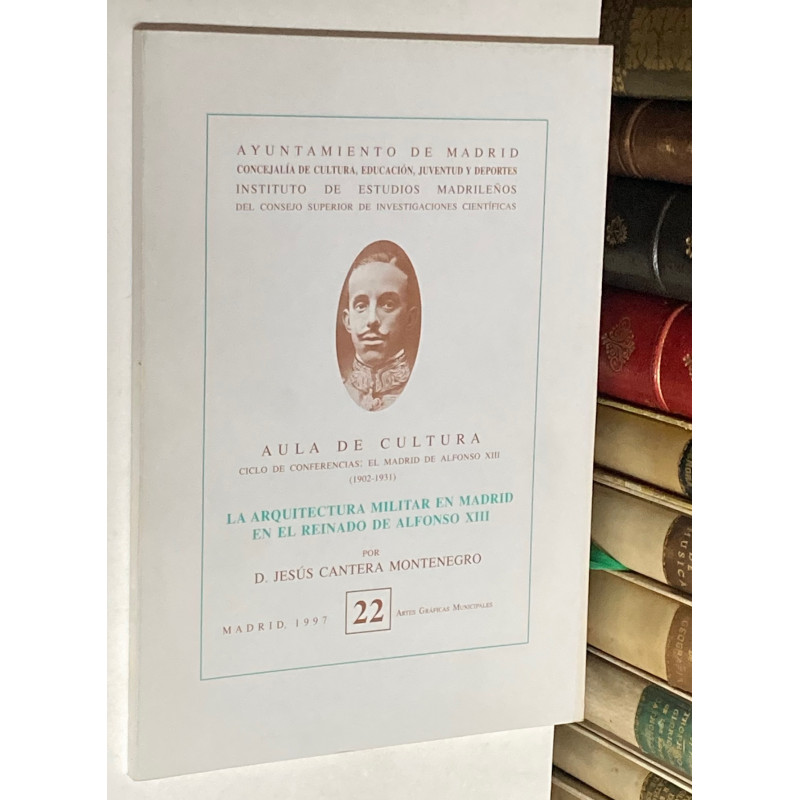 AYUNTAMIENTO DE MADRID
CONCEJALÍA DE CULTURA, EDUCACIÓN, JUVENTUD Y DEPORTES
INSTITUTO DE ESTUDIOS MADRILEÑOS
DEL CONSEJO SUPERIOR DE INVESTIGACIONES CIENTÍFICAS
AULA DE CULTURA
CICLO DE CONFERENCIAS: EL MADRID DE ALFONSO XIII
(1902-1931)
LA ARQUITECTURA MILITAR EN MADRID
EN EL REINADO DE ALFONSO XIII
POR
D. JESÚS CANTERA MONTENEGRO
MADRID, 1997
22
ARTES GRÁFICAS MUNICIPALES
DE
MUSICA